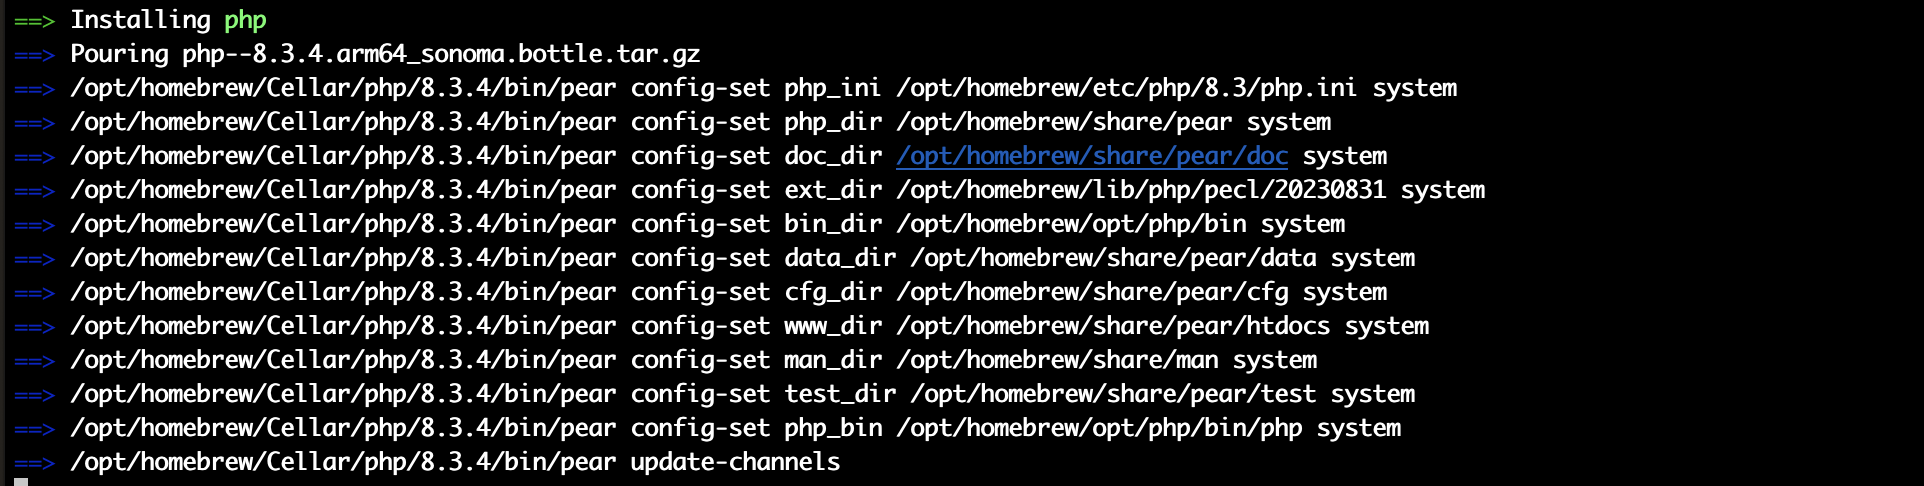 ==> Installing php
==> Pouring php--8.3.4.arm64_sonoma.bottle.tar.gz
==> /opt/homebrew/Cellar/php/8.3.4/bin/pear config-set php_ini /opt/homebrew/etc/php/8.3/php.ini system
==> /opt/homebrew/Cellar/php/8.3.4/bin/pear config-set php_dir /opt/homebrew/share/pear system
==> /opt/homebrew/Cellar/php/8.3.4/bin/pear config-set doc_dir /opt/homebrew/share/pear/doc system
==> /opt/homebrew/Cellar/php/8.3.4/bin/pear config-set ext_dir /opt/homebrew/lib/php/pecl/20230831 system
==> /opt/homebrew/Cellar/php/8.3.4/bin/pear config-set bin_dir /opt/homebrew/opt/php/bin system
==> /opt/homebrew/Cellar/php/8.3.4/bin/pear config-set data_dir /opt/homebrew/share/pear/data system
==> /opt/homebrew/Cellar/php/8.3.4/bin/pear config-set cfg_dir /opt/homebrew/share/pear/cfg system
==> /opt/homebrew/Cellar/php/8.3.4/bin/pear config-set www_dir /opt/homebrew/share/pear/htdocs system
==> /opt/homebrew/Cellar/php/8.3.4/bin/pear config-set man_dir /opt/homebrew/share/man system
==> /opt/homebrew/Cellar/php/8.3.4/bin/pear config-set test_dir /opt/homebrew/share/pear/test system
==> /opt/homebrew/Cellar/php/8.3.4/bin/pear config-set php_bin /opt/homebrew/opt/php/bin/php system
==> /opt/homebrew/Cellar/php/8.3.4/bin/pear update-channels